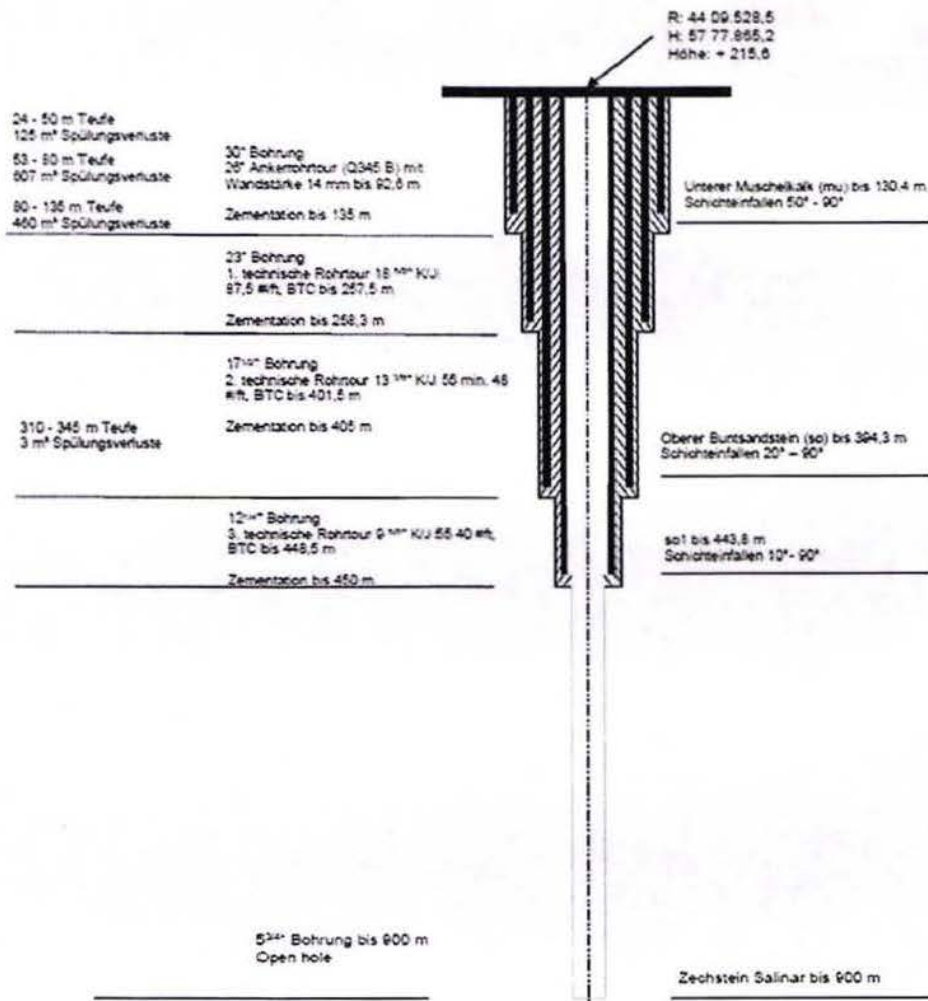 R: 44 09.528,5
H: 57 77.865,2
Höhe: + 215,6
24 - 50 m Teufe
125 m³ Spülungsverluste
53 - 80 m Teufe
607 m³ Spülungsverluste
80 - 135 m Teufe
460 m³ Spülungsverluste
30" Bohrung
26" Ankerrohrtour (Q345 B) mit
Wandstärke 14 mm bis 92,6 m
Zementation bis 135 m
Unterer Muschelkalk (mu) bis 130,4 m
Schichteinfallen 50° - 90°
23" Bohrung
1. technische Rohrtour 18 K/J
87,5 #/ft, BTC bis 257,5 m
Zementation bis 258,3 m
17 1/2" Bohrung
2. technische Rohrtour 13 K/J 55 min. 48
#/ft, BTC bis 401,5 m
Zementation bis 405 m
310 - 345 m Teufe
3 m³ Spülungsverluste
Oberer Buntsandstein (so) bis 394,3 m
Schichteinfallen 20° – 90°
12 1/4" Bohrung
3. technische Rohrtour 9 K/J 55 40 #/ft,
BTC bis 448,5 m
Zementation bis 450 m
so1 bis 443,8 m
Schichteinfallen 10° - 90°
5 3/4" Bohrung bis 900 m
Open hole
Zechstein Salinar bis 900 m